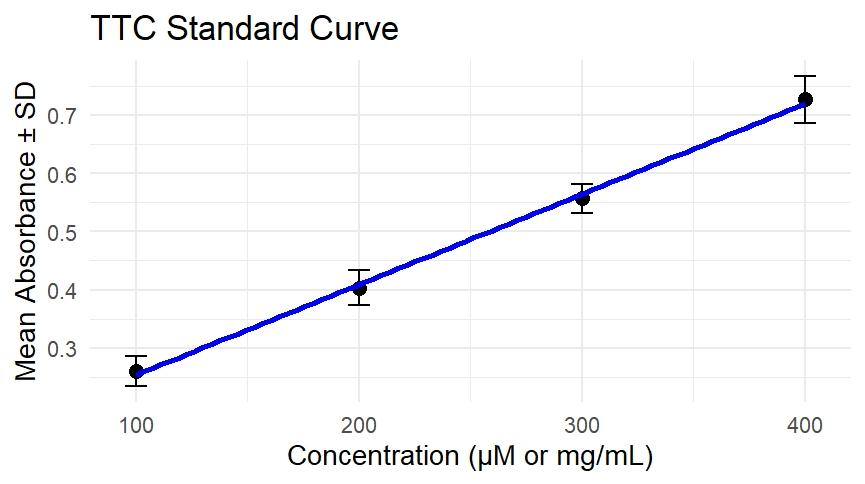 TTC Standard Curve
Mean Absorbance ± SD
0.7
0.6
0.5
0.4
0.3
100 200 300 400
Concentration (µM or mg/mL)